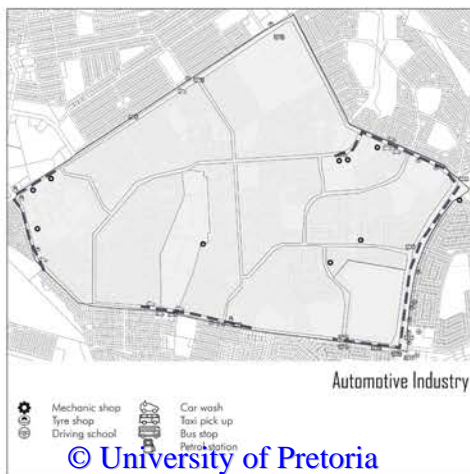 Automotive Industry
Mechanic shop
Tyre shop
Driving school
Car wash
Taxi pick up
Bus stop
Petrol station
© University of Pretoria